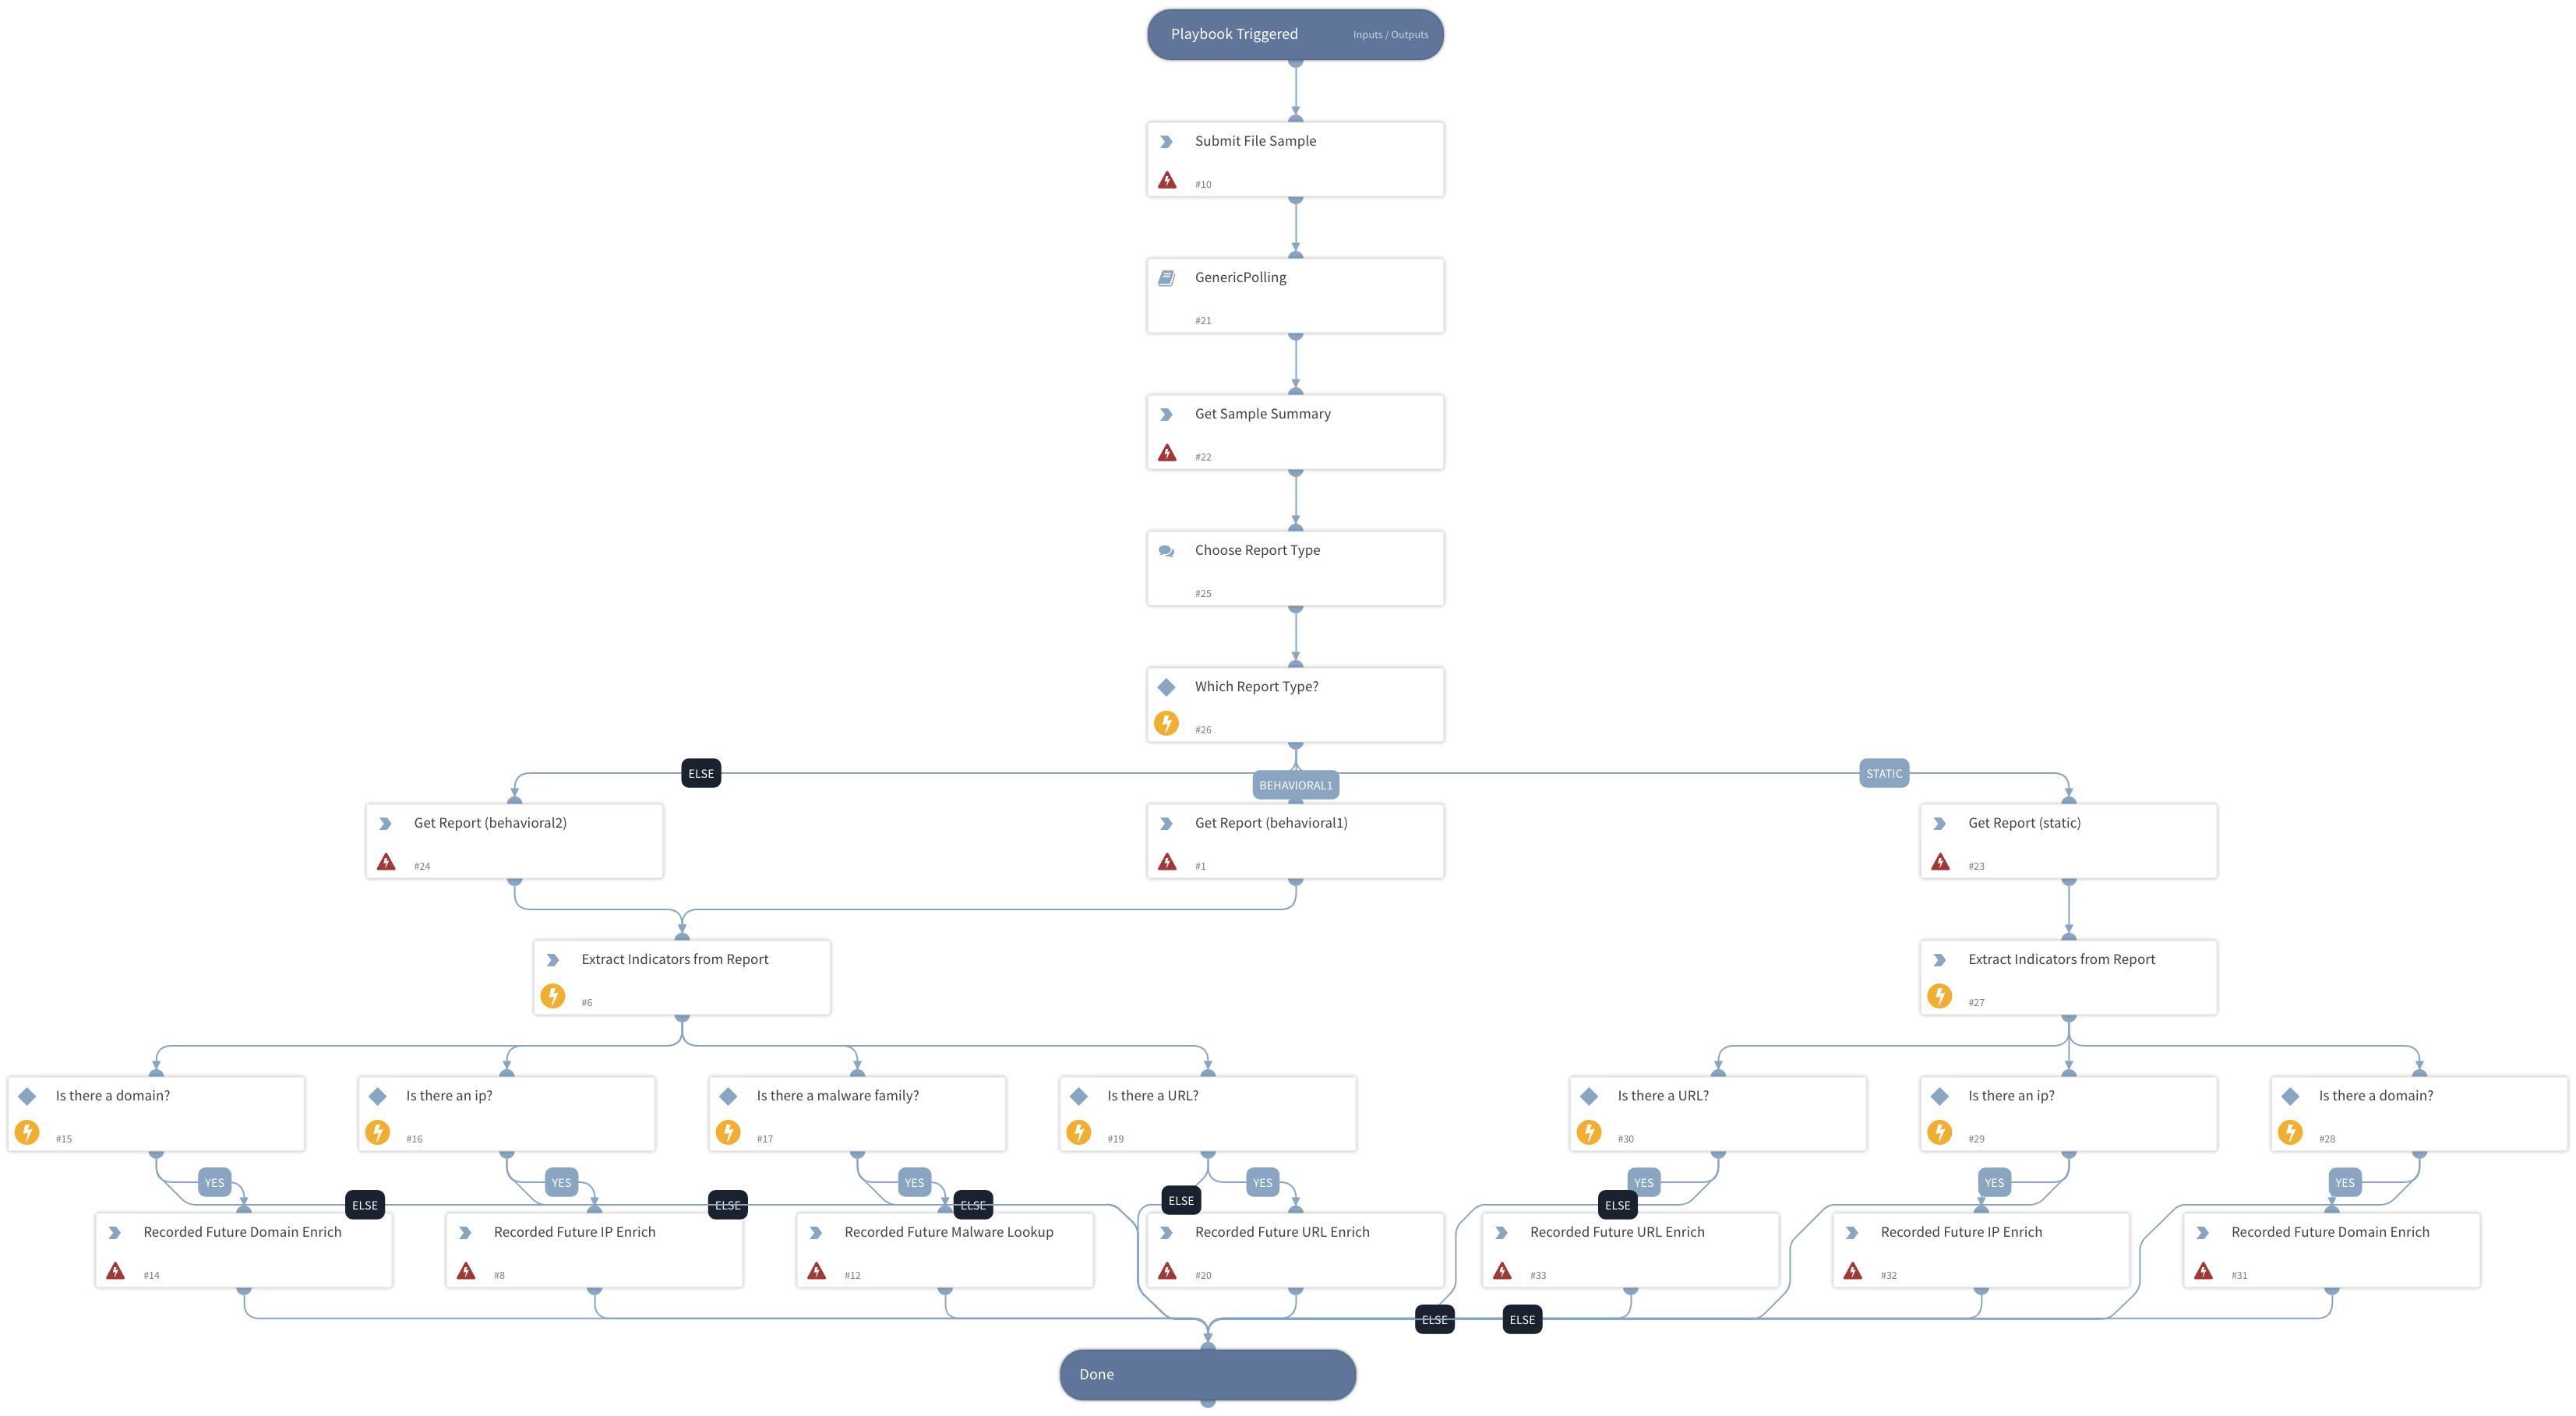 Playbook Triggered Inputs / Outputs
Submit File Sample
#10
GenericPolling
#21
Get Sample Summary
#22
Choose Report Type
#25
Which Report Type?
#26
ELSE
BEHAVIORAL1
STATIC
Get Report (behavioral2)
#24
Get Report (behavioral1)
#1
Get Report (static)
#23
Extract Indicators from Report
#6
Extract Indicators from Report
#27
Is there a domain?
#15
Is there an ip?
#16
Is there a malware family?
#17
Is there a URL?
#19
Is there a URL?
#30
Is there an ip?
#29
Is there a domain?
#28
YES
YES
YES
YES
YES
YES
YES
ELSE
ELSE
ELSE
ELSE
ELSE
Recorded Future Domain Enrich
#14
Recorded Future IP Enrich
#8
Recorded Future Malware Lookup
#12
Recorded Future URL Enrich
#20
Recorded Future URL Enrich
#33
Recorded Future IP Enrich
#32
Recorded Future Domain Enrich
#31
ELSE
ELSE
Done